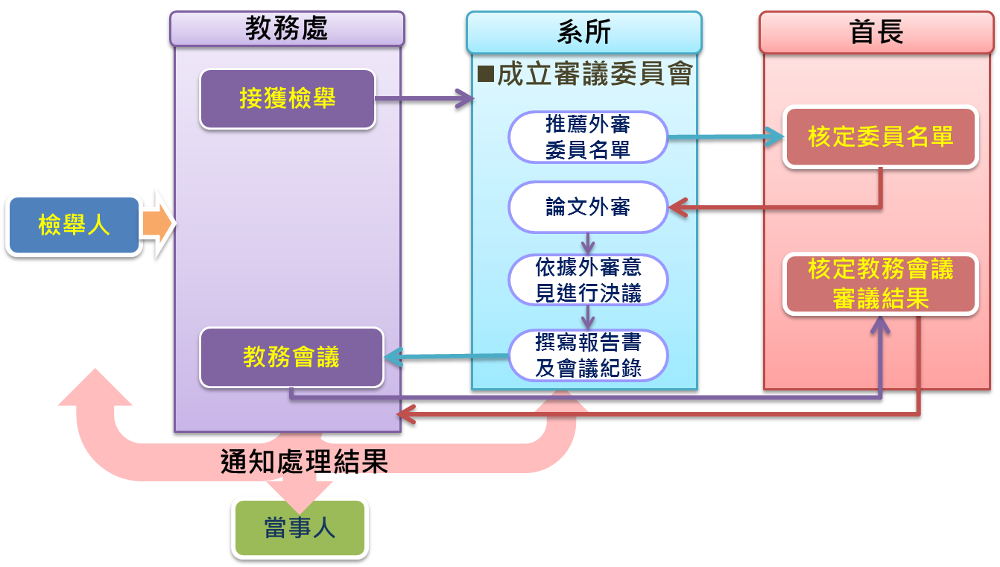 教務處
系所
首長
■成立審議委員會
接獲檢舉
推薦外審
委員名單
核定委員名單
檢舉人
論文外審
依據外審意
見進行決議
核定教務會議
審議結果
教務會議
撰寫報告書
及會議紀錄
通知處理結果
當事人